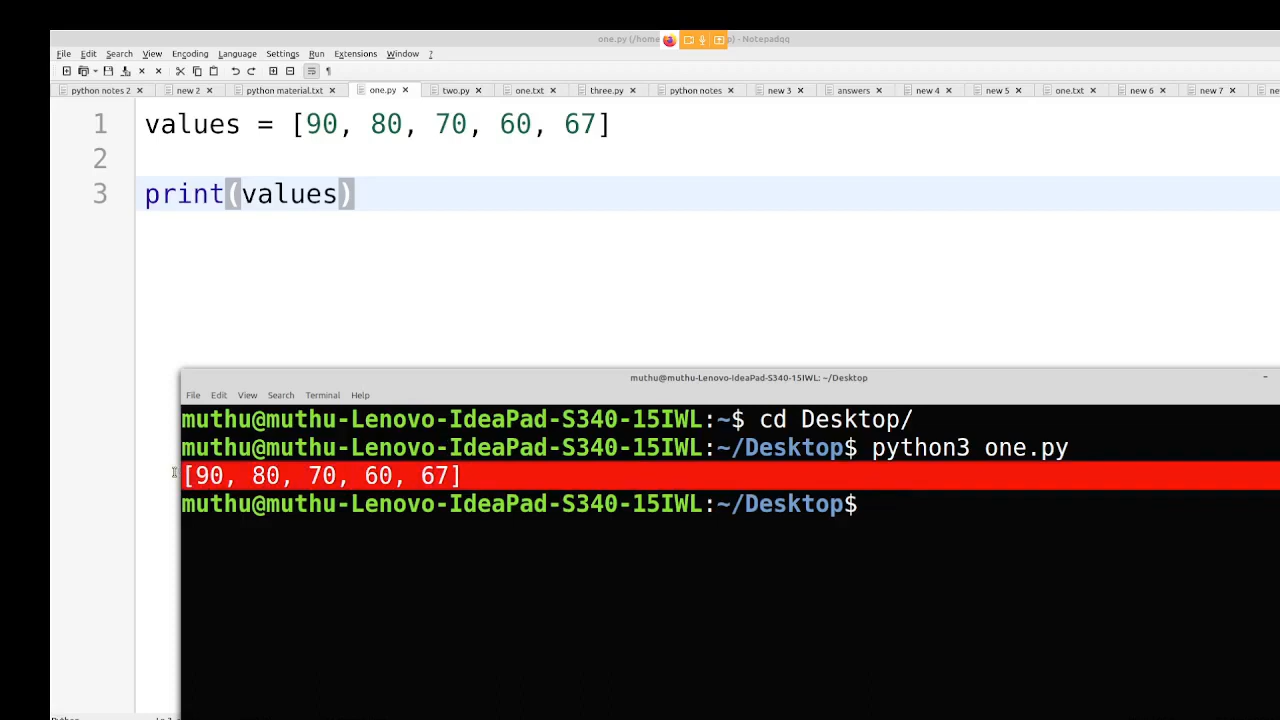 one.py (/home p) - Notepadqq
File Edit Search View Encoding Language Settings Run Extensions Window ?
python notes 2 new 2 python material.txt one.py two.py one.txt three.py python notes new 3 answers new 4 new 5 one.txt new 6 new 7
1 values = [90, 80, 70, 60, 67]
2
3 print(values)
muthu@muthu-Lenovo-IdeaPad-S340-15IWL: ~/Desktop
File Edit View Search Terminal Help
muthu@muthu-Lenovo-IdeaPad-S340-15IWL:~$ cd Desktop/
muthu@muthu-Lenovo-IdeaPad-S340-15IWL:~/Desktop$ python3 one.py
[90, 80, 70, 60, 67]
muthu@muthu-Lenovo-IdeaPad-S340-15IWL:~/Desktop$